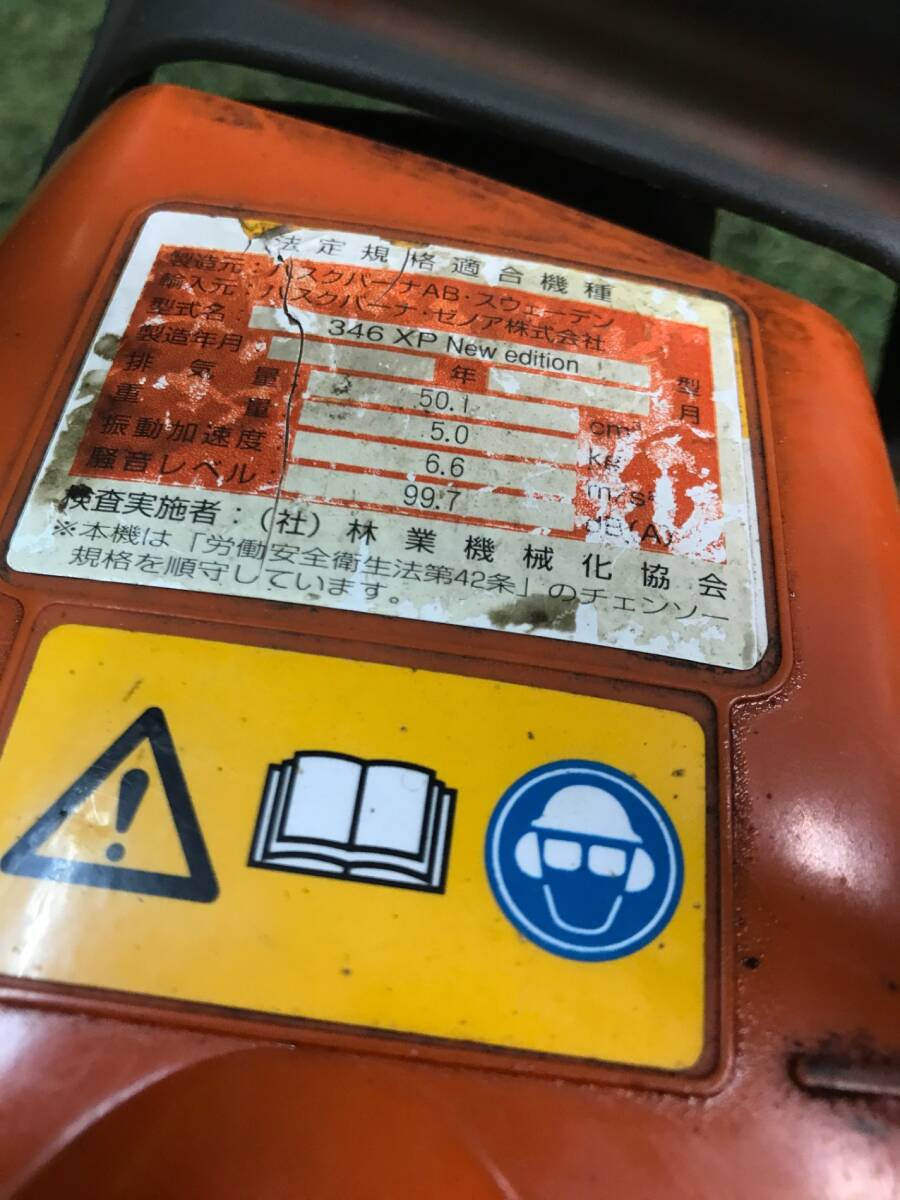 法定規格適合機種
製造元：ハスクバーナAB・スウェーデン
輸入元：ハスクバーナ・ゼノア株式会社
型式名： 346 XP New edition 型
製造年月： 年 月
排気量： 50.1 cm³
重量： 5.0 kg
振動加速度： 6.6 m/s²
騒音レベル： 99.7 dB(A)
検査実施者：（社）林業機械化協会
※本機は「労働安全衛生法第42条」のチェンソー
規格を順守しています。